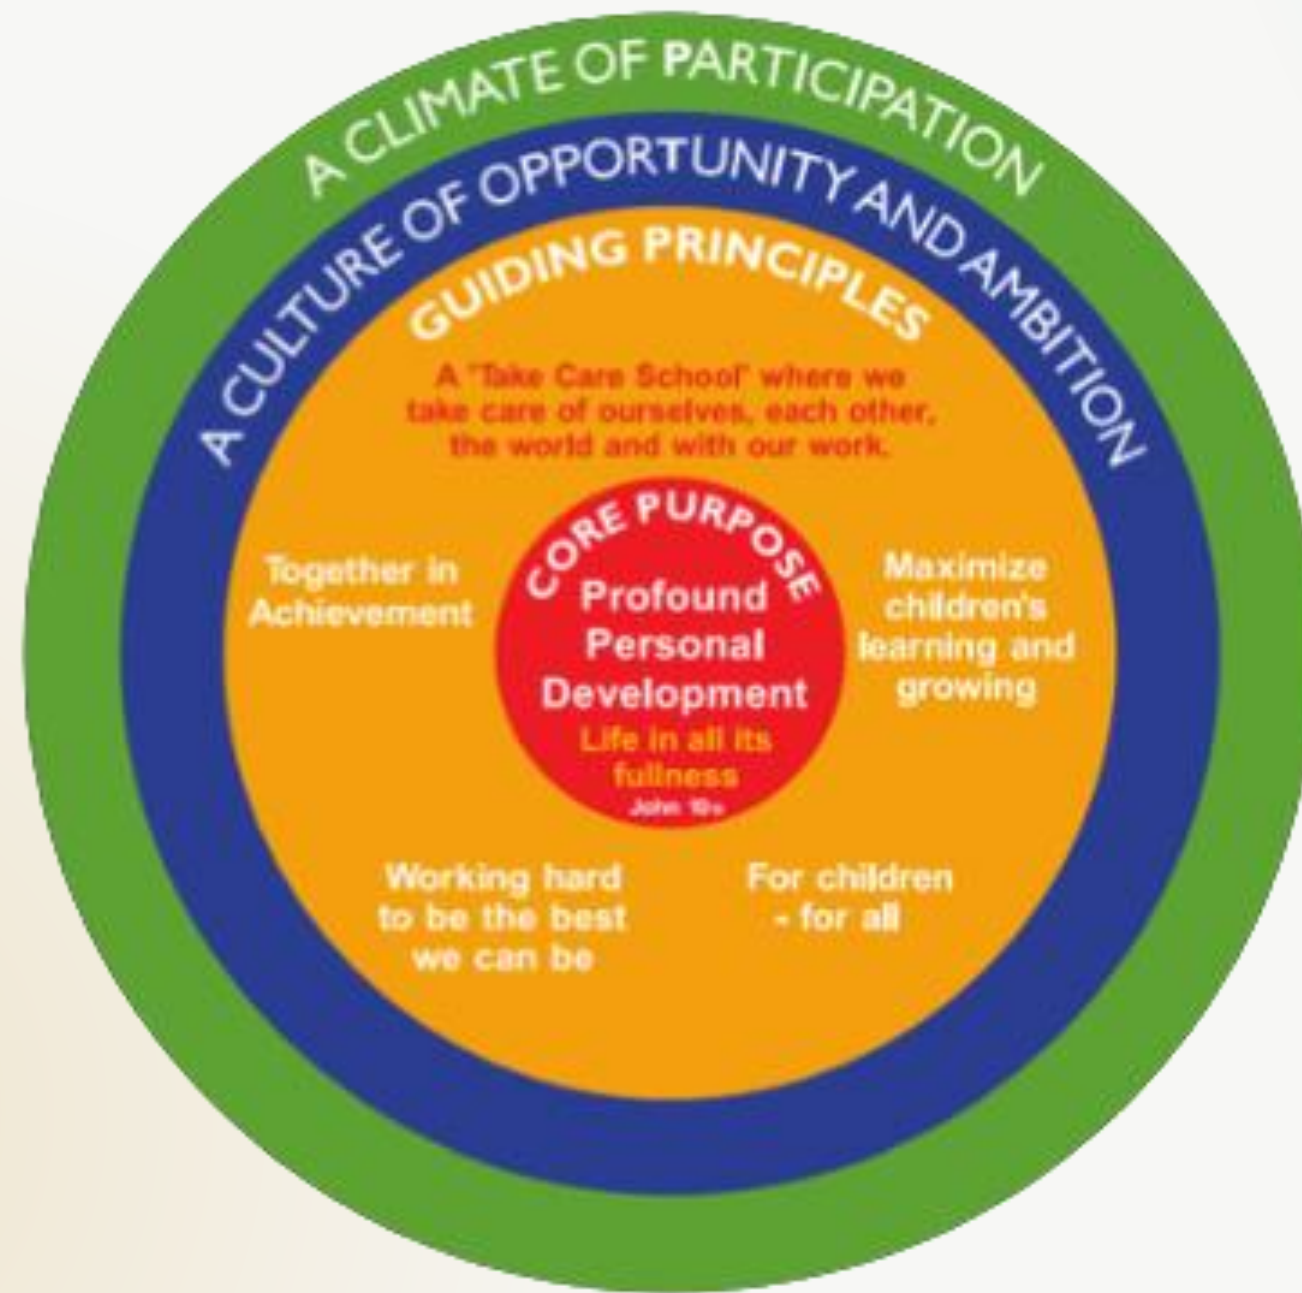 A CLIMATE OF PARTICIPATION
A CULTURE OF OPPORTUNITY AND AMBITION
GUIDING PRINCIPLES
A 'Take Care School' where we
take care of ourselves, each other,
the world and with our work.
CORE PURPOSE
Profound
Personal
Development
Life in all its
fullness
John
Together in
Achievement
Maximize
children's
learning and
growing
Working hard
to be the best
we can be
For children
- for all